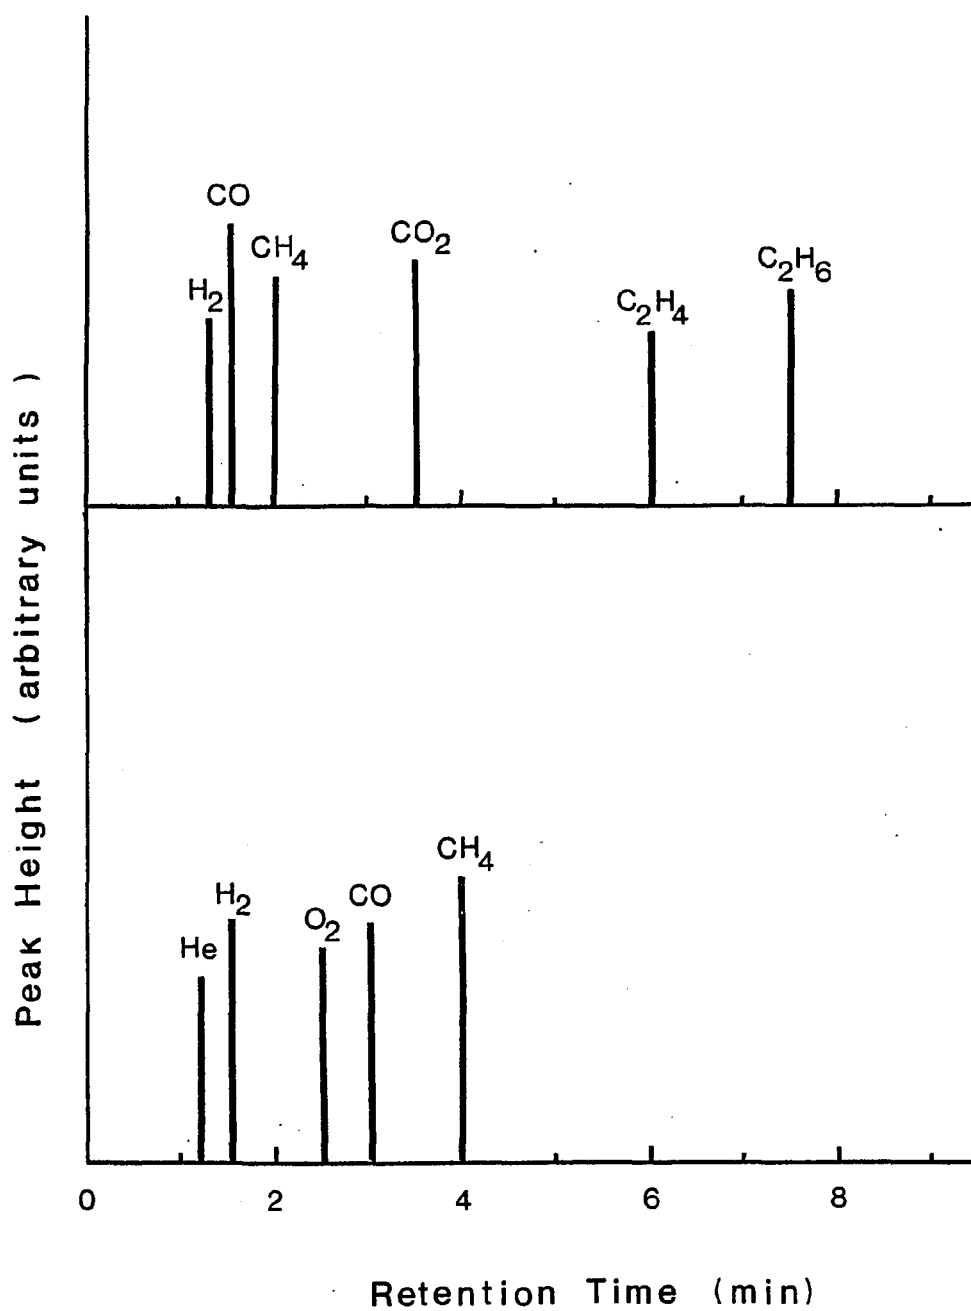 CO
CH4
H2
CO2
C2H4
C2H6
Peak Height (arbitrary units)
CH4
H2
CO
O2
He
0 2 4 6 8
Retention Time (min)